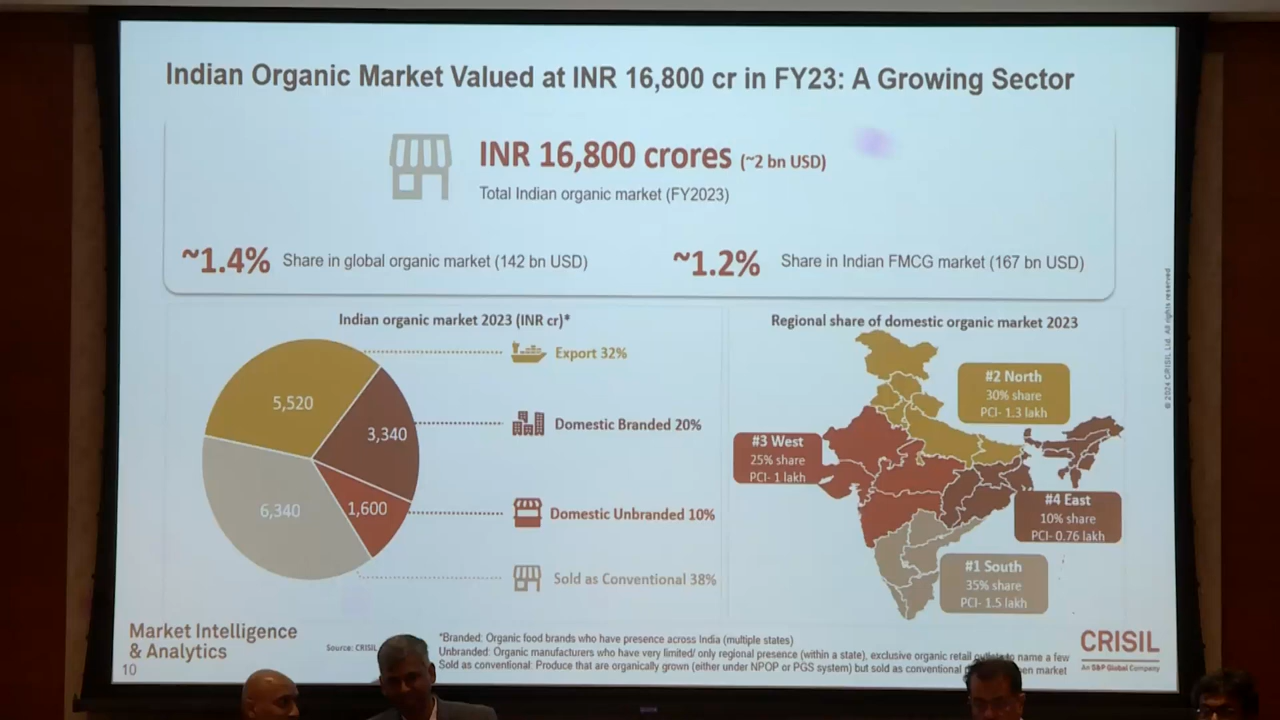 Indian Organic Market Valued at INR 16,800 cr in FY23: A Growing Sector
INR 16,800 crores (~2 bn USD)
Total Indian organic market (FY2023)
~1.4% Share in global organic market (142 bn USD)
~1.2% Share in Indian FMCG market (167 bn USD)
Indian organic market 2023 (INR cr)*
5,520
3,340
6,340
1,600
Export 32%
Domestic Branded 20%
Domestic Unbranded 10%
Sold as Conventional 38%
Regional share of domestic organic market 2023
#2 North
30% share
PCI- 1.3 lakh
#3 West
25% share
PCI- 1 lakh
#4 East
10% share
PCI- 0.76 lakh
#1 South
35% share
PCI- 1.5 lakh
© 2024 CRISIL Ltd. All rights reserved
Market Intelligence
& Analytics
10
Source: CRISIL
*Branded: Organic food brands who have presence across India (multiple states)
Unbranded: Organic manufacturers who have very limited/ only regional presence (within a state), exclusive organic retail to name a few
Sold as conventional: Produce that are organically grown (either under NPOP or PGS system) but sold as conventional market
CRISIL
An S&P Global Company